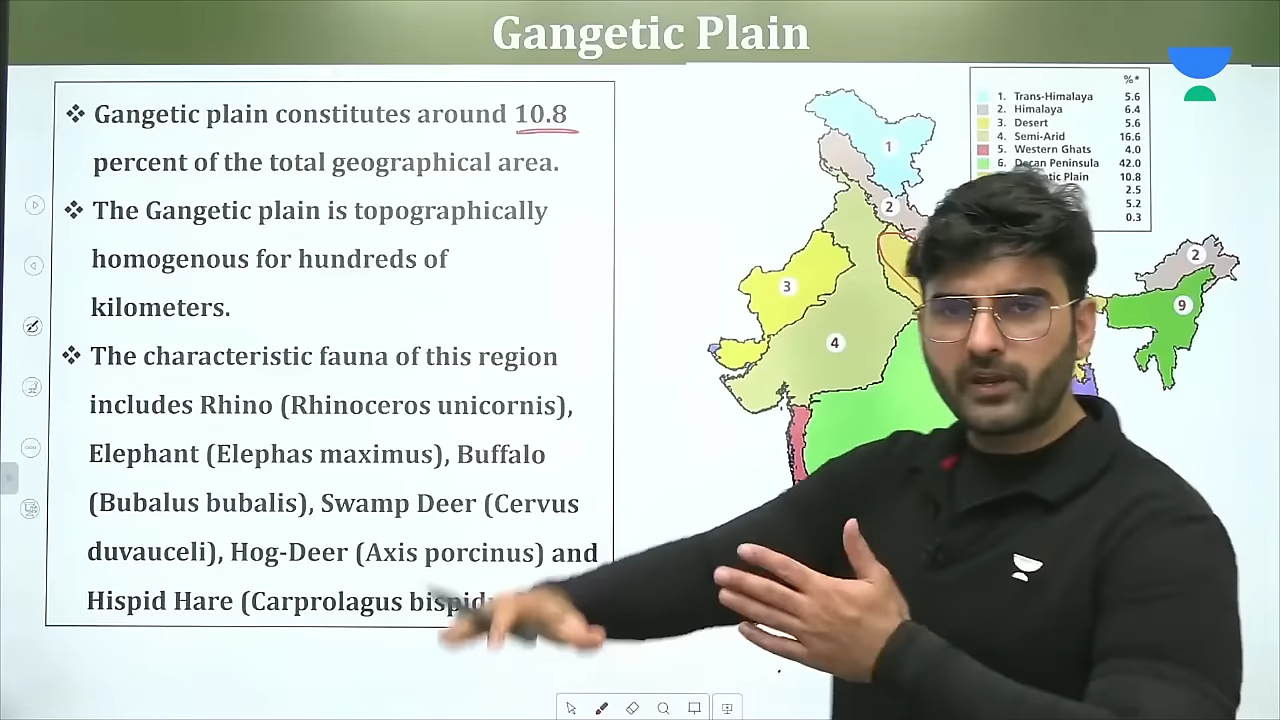 Gangetic Plain
❖ Gangetic plain constitutes around 10.8
percent of the total geographical area.
❖ The Gangetic plain is topographically
homogenous for hundreds of
kilometers.
❖ The characteristic fauna of this region
includes Rhino (Rhinoceros unicornis),
Elephant (Elephas maximus), Buffalo
(Bubalus bubalis), Swamp Deer (Cervus
duvauceli), Hog-Deer (Axis porcinus) and
Hispid Hare (Carprolagus
%*
1. Trans-Himalaya 5.6
2. Himalaya 6.4
3. Desert 5.6
4. Semi-Arid 16.6
5. Western Ghats 4.0
6. Decan Peninsula 42.0
Plain 10.8
2.5
5.2
0.3
1
2
2
3
9
4